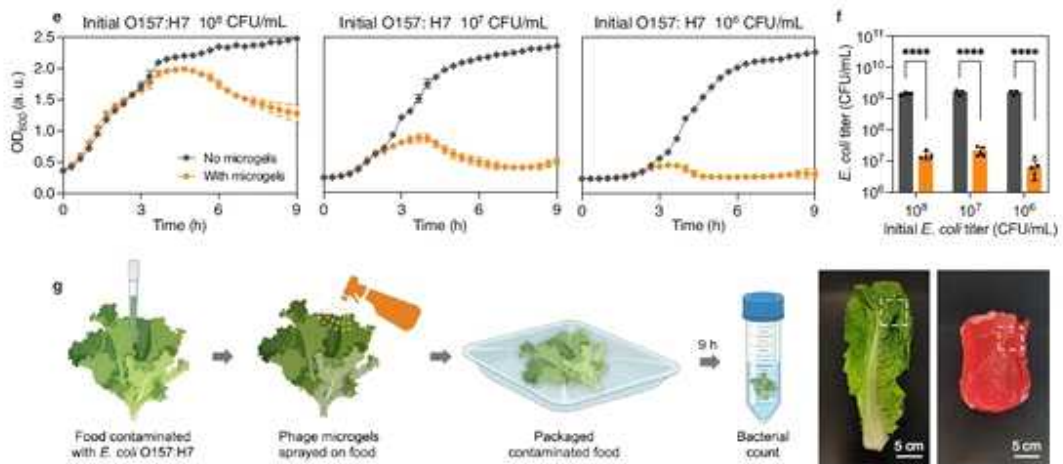 e
Initial O157:H7 10⁸ CFU/mL
Initial O157: H7 10⁷ CFU/mL
Initial O157: H7 10⁶ CFU/mL
OD₆₀₀ (a. u.)
2.5
2.0
1.5
1.0
0.5
0.0
No microgels
With microgels
0 3 6 9
0 3 6 9
0 3 6 9
Time (h)
Time (h)
Time (h)
f
E. coli titer (CFU/mL)
10¹¹
10¹⁰
10⁹
10⁸
10⁷
10⁶
10⁸ 10⁷ 10⁶
Initial E. coli titer (CFU/mL)
g
9 h
Food contaminated
with E. coli O157:H7
Phage microgels
sprayed on food
Packaged
contaminated food
Bacterial
count
5 cm
5 cm